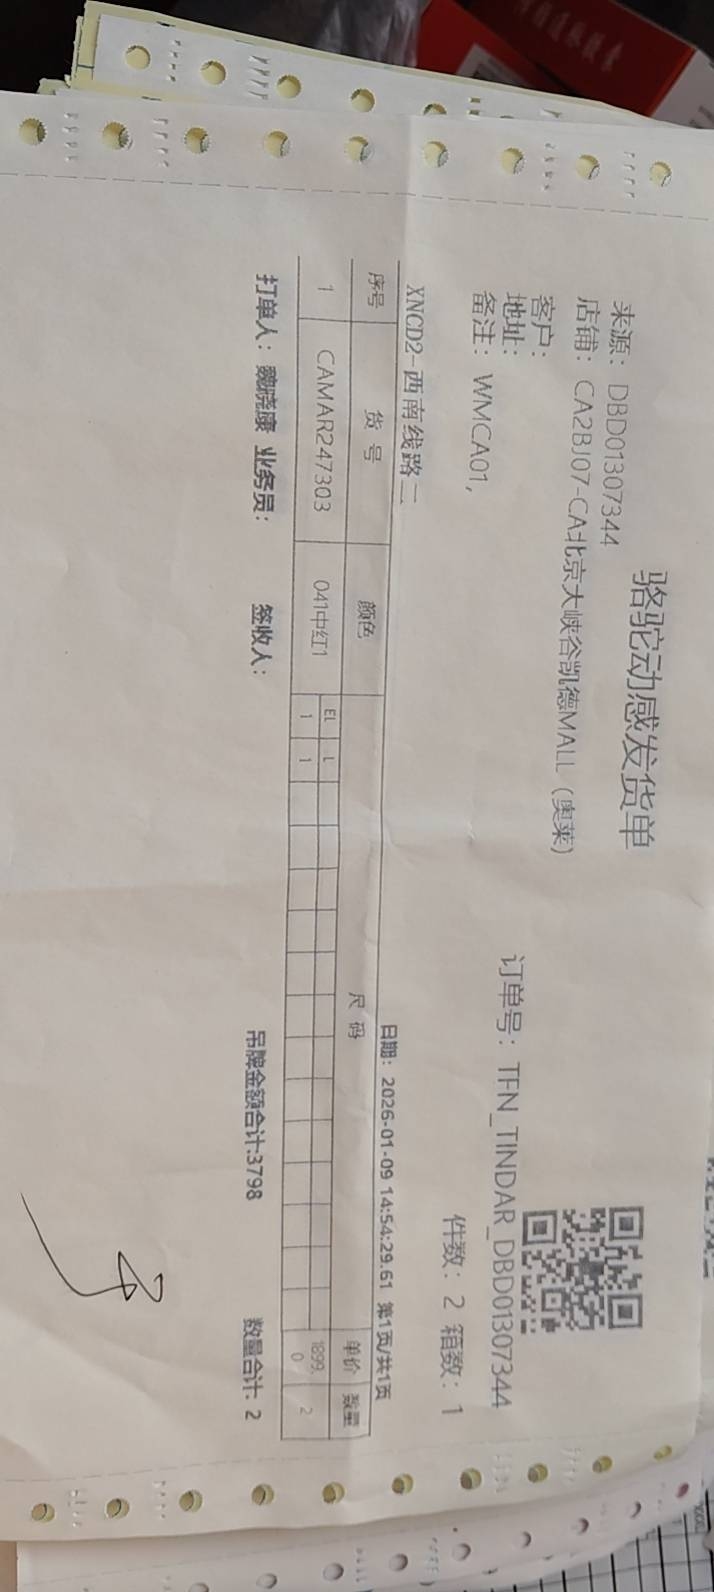 骆驼动感发货单
来源: DBD01307344
店铺: CA2BJ07-CA北京大峡谷凯德MALL (奥莱)
客户:
地址:
订单号: TFN_TINDAR_DBD01307344
备注: WMCA01,
件数: 2 箱数: 1
XNCD2-西南线路二
日期: 2026-01-09 14:54:29.61 第1页/共1页
序号 货号 颜色 尺码 单价 数量
EL L
1 CAMAR247303 041中红1 1 1 1899.0 2
打单人: 魏晓康 业务员: 签收人: 吊牌金额合计:3798 数量合计: 2